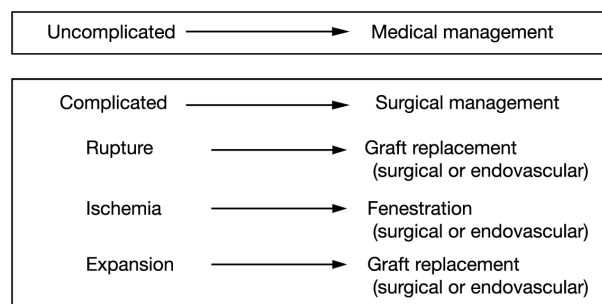 Uncomplicated Medical management
Complicated Surgical management
Rupture Graft replacement
(surgical or endovascular)
Ischemia Fenestration
(surgical or endovascular)
Expansion Graft replacement
(surgical or endovascular)